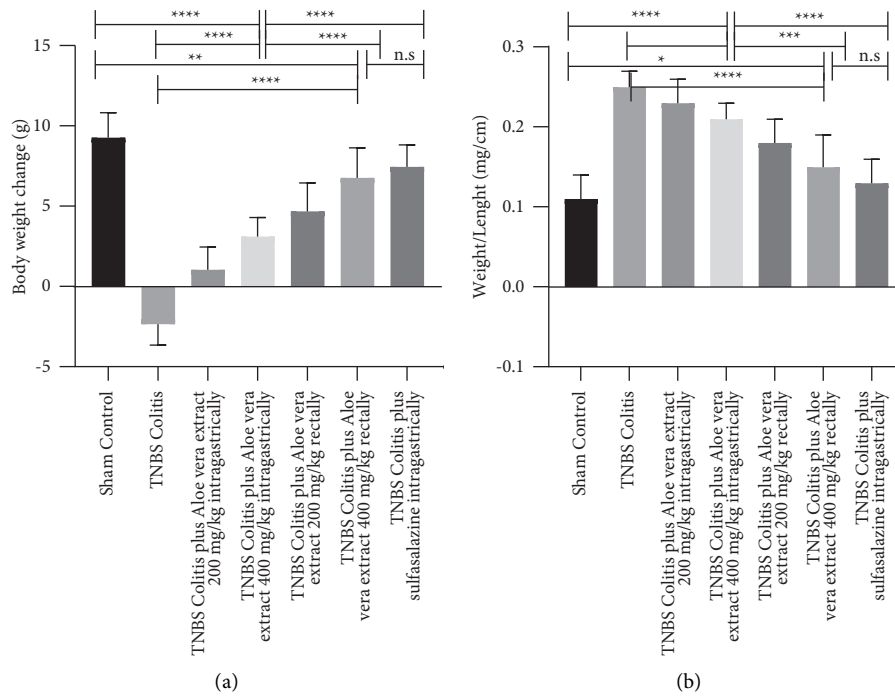 ****
****
****
****
**
n.s
****
15
10
5
0
-5
Body weight change (g)
Sham Control
TNBS Colitis
TNBS Colitis plus Aloe vera extract
200 mg/kg intragastrically
TNBS Colitis plus Aloe vera
extract 400 mg/kg intragastrically
TNBS Colitis plus Aloe vera
extract 200 mg/kg rectally
TNBS Colitis plus Aloe
vera extract 400 mg/kg rectally
TNBS Colitis plus
sulfasalazine intragastrically
(a)
****
****
****
***
*
n.s
****
0.3
0.2
0.1
0.0
-0.1
Weight/Lenght (mg/cm)
Sham Control
TNBS Colitis
TNBS Colitis plus Aloe vera extract
200 mg/kg intragastrically
TNBS Colitis plus Aloe vera
extract 400 mg/kg intragastrically
TNBS Colitis plus Aloe vera
extract 200 mg/kg rectally
TNBS Colitis plus Aloe
vera extract 400 mg/kg rectally
TNBS Colitis plus
sulfasalazine intragastrically
(b)